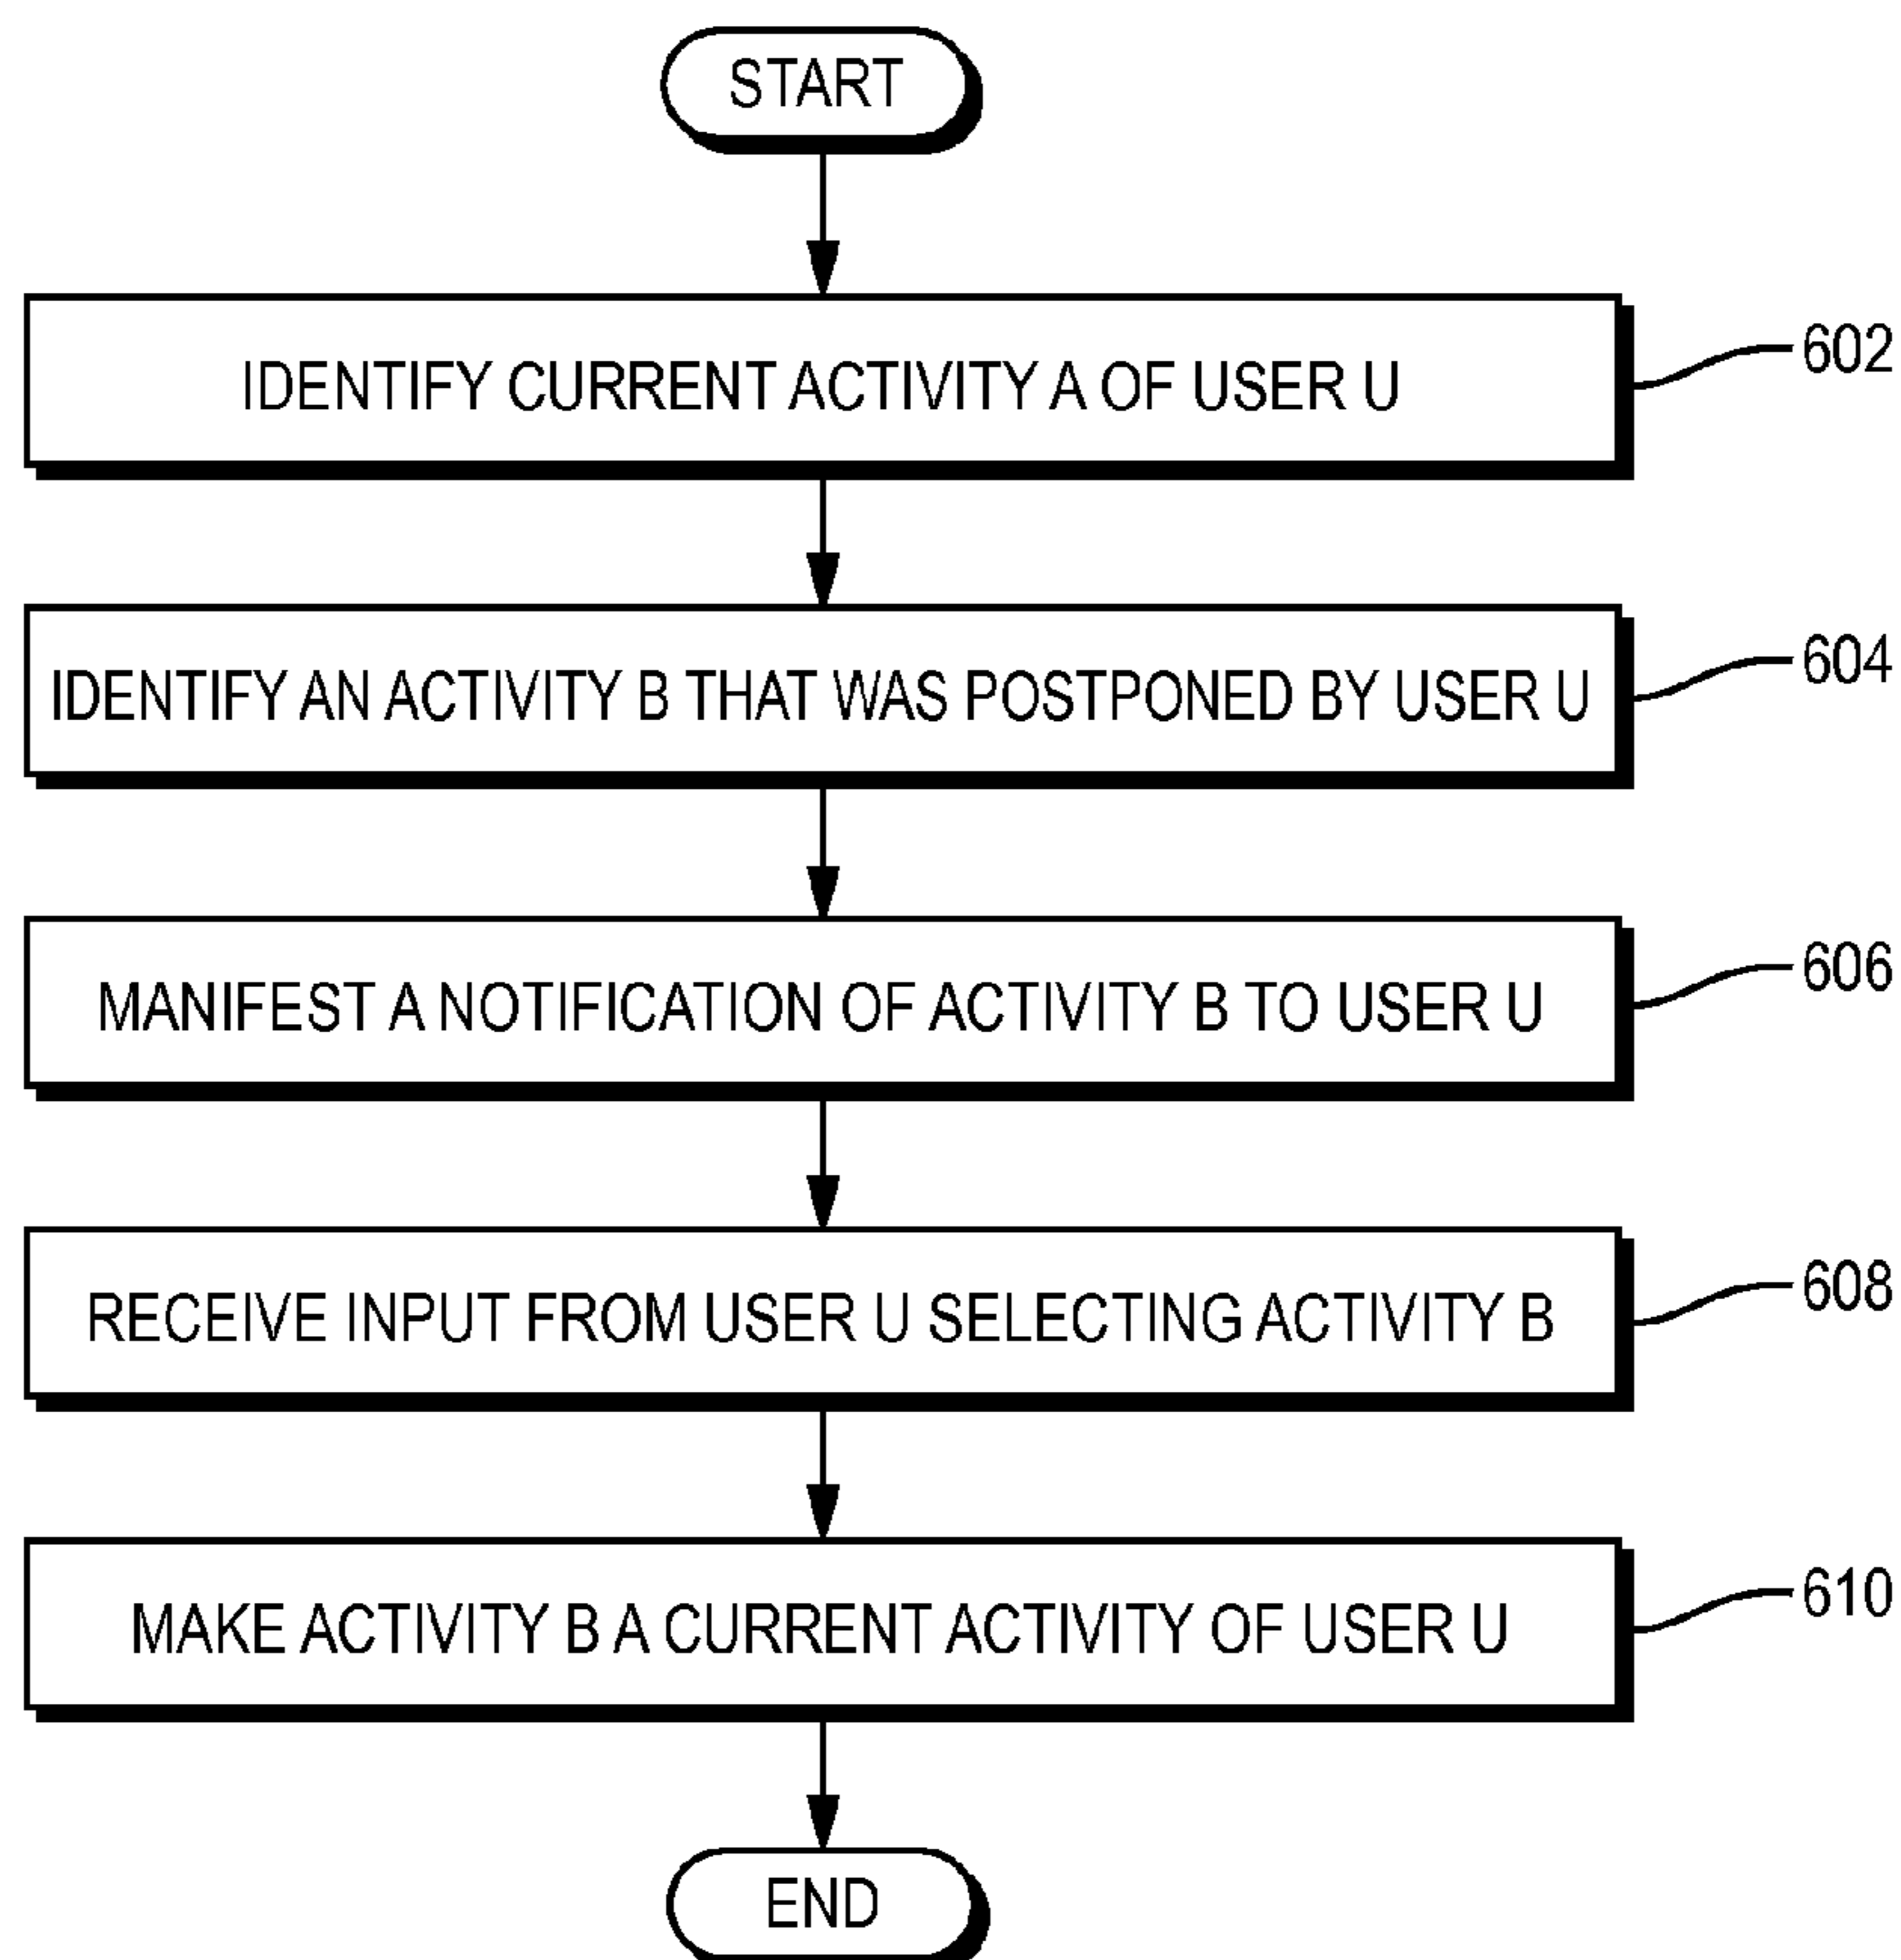 START
IDENTIFY CURRENT ACTIVITY A OF USER U
602
IDENTIFY AN ACTIVITY B THAT WAS POSTPONED BY USER U
604
MANIFEST A NOTIFICATION OF ACTIVITY B TO USER U
606
RECEIVE INPUT FROM USER U SELECTING ACTIVITY B
608
MAKE ACTIVITY B A CURRENT ACTIVITY OF USER U
610
END